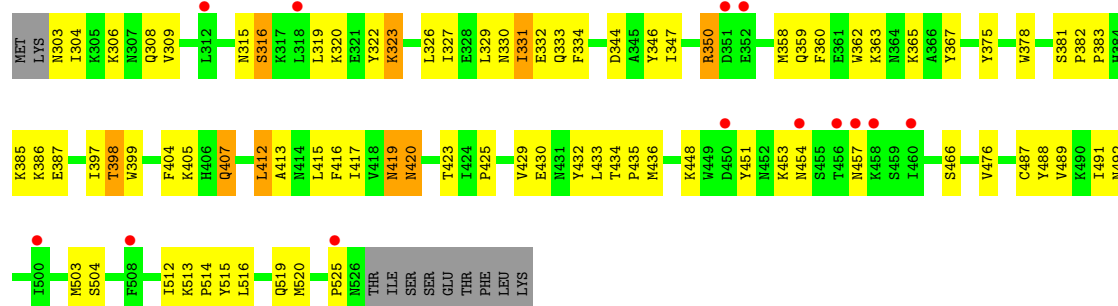 MET LYS N303 I304 K305 K306 N307 Q308 V309 L312 N315 S316 K317 L318 L319 K320 E321 Y322 K323 L326 I327 E328 L329 N330 I331 E332 Q333 F334 D344 A345 Y346 I347 R350 D351 E352 M358 Q359 F360 E361 W362 K363 N364 K365 A366 Y367 Y375 W378 S381 P382 P383 H384
K385 K386 E387 I397 T398 W399 F404 K405 H406 Q407 L412 A413 N414 L415 F416 I417 V418 N419 N420 T423 I424 P425 V429 E430 N431 Y432 L433 T434 P435 M436 K448 W449 D450 Y451 N452 K453 N454 S455 T456 N457 K458 S459 I460 S466 V476 C487 Y488 V489 K490 I491 N492
I500 M503 S504 F508 I512 K513 P514 Y515 L516 Q519 M520 P525 N526 THR ILE SER SER GLU THR PHE LEU LYS